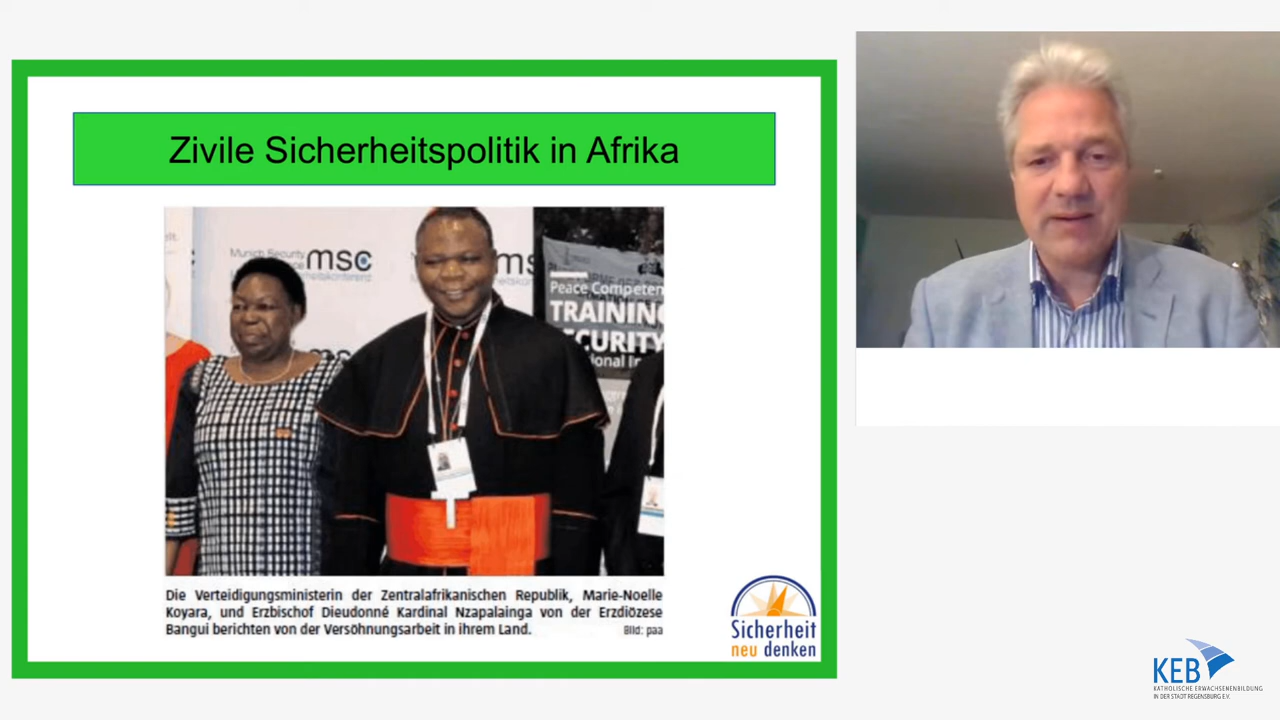 Zivile Sicherheitspolitik in Afrika
Munich Security
msc
Peace Competen
TRAINING
ECURITY
ional In
Die Verteidigungsministerin der Zentralafrikanischen Republik, Marie-Noelle
Koyara, und Erzbischof Dieudonné Kardinal Nzapalainga von der Erzdiözese
Bangui berichten von der Versöhnungsarbeit in ihrem Land.
Bild: paa
Sicherheit
neu denken
KEB
KATHOLISCHE ERWACHSENENBILDUNG
IN DER STADT REGENSBURG E.V.